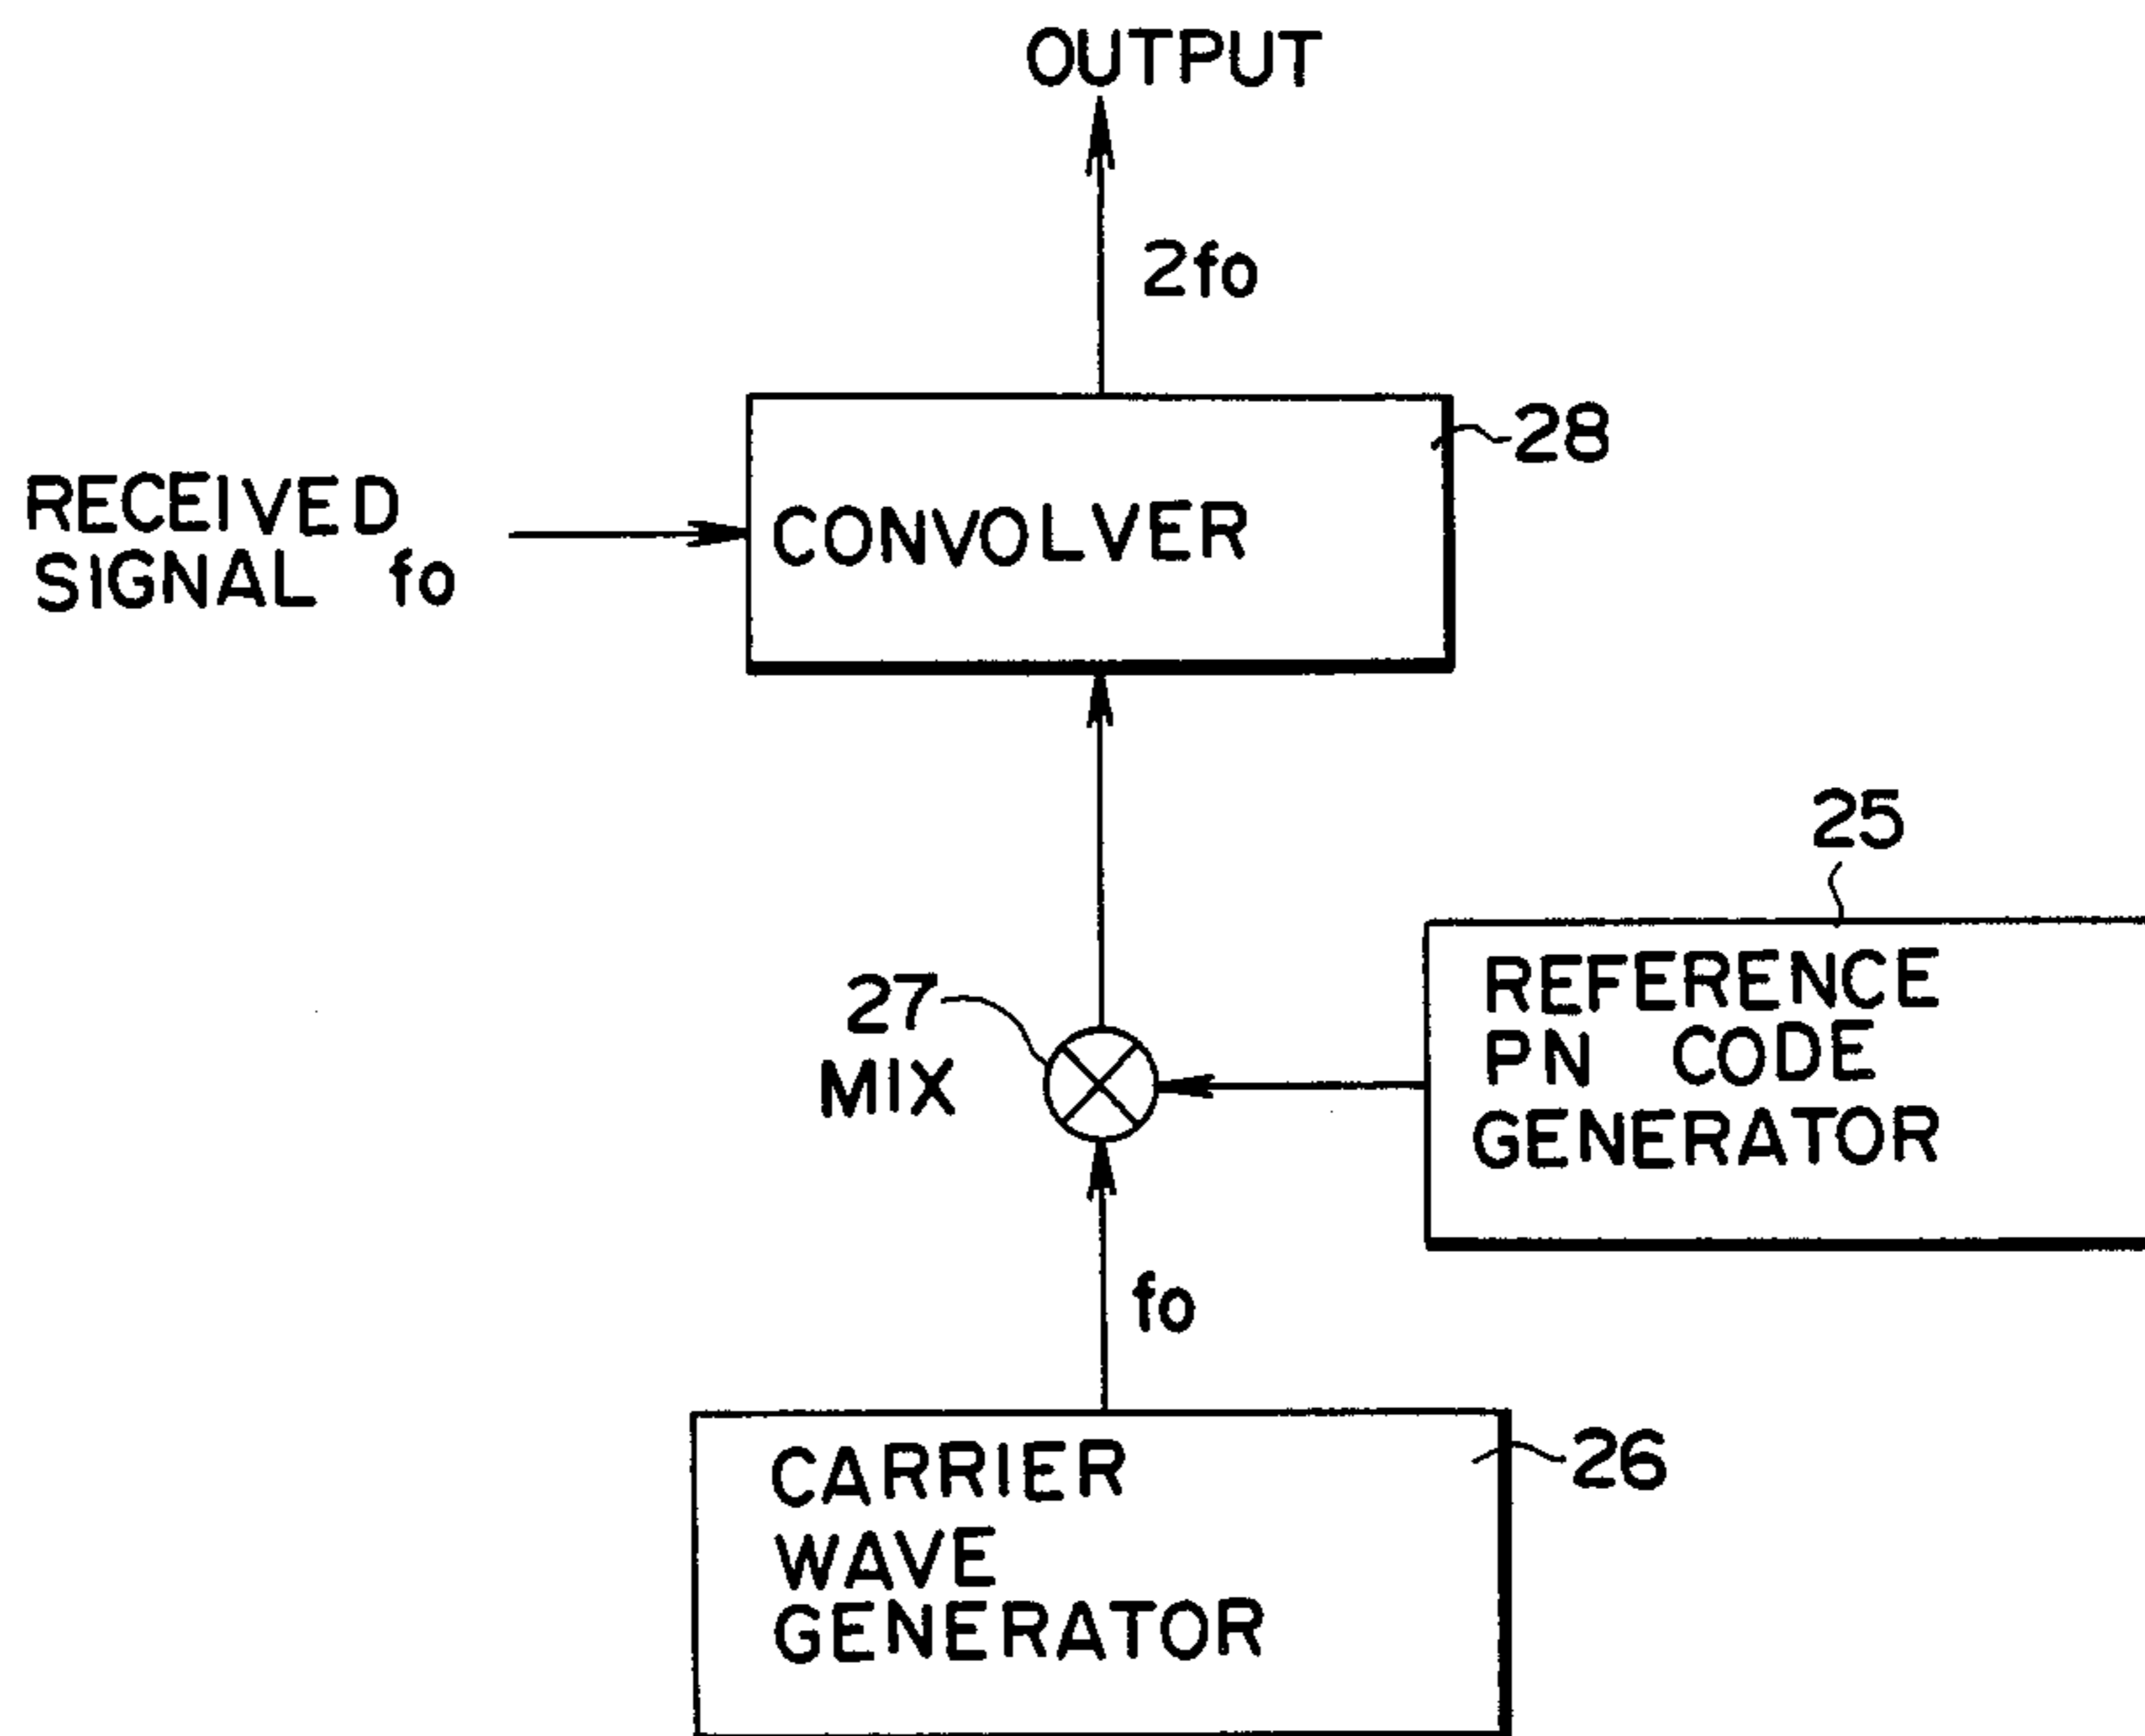 OUTPUT
2fo
28
RECEIVED
SIGNAL fo
CONVOLVER
25
27
MIX
REFERENCE
PN CODE
GENERATOR
fo
26
CARRIER
WAVE
GENERATOR